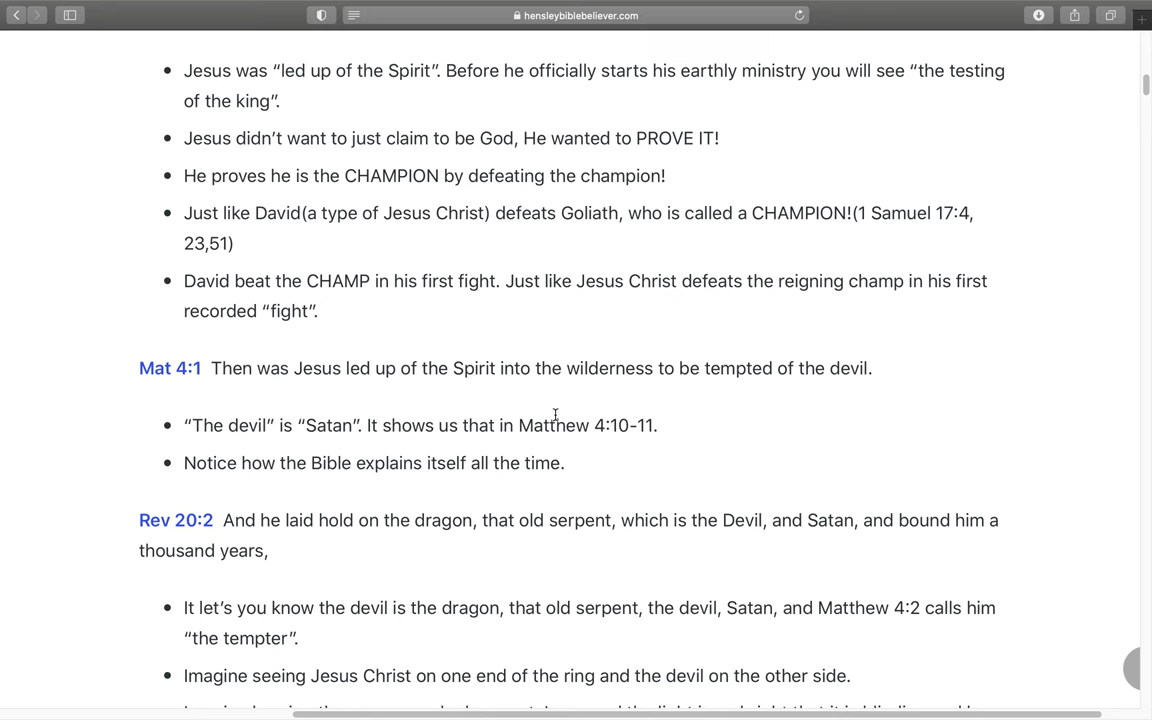 hensleybiblebeliever.com
• Jesus was “led up of the Spirit”. Before he officially starts his earthly ministry you will see “the testing
of the king”.
• Jesus didn’t want to just claim to be God, He wanted to PROVE IT!
• He proves he is the CHAMPION by defeating the champion!
• Just like David(a type of Jesus Christ) defeats Goliath, who is called a CHAMPION!(1 Samuel 17:4,
23,51)
• David beat the CHAMP in his first fight. Just like Jesus Christ defeats the reigning champ in his first
recorded “fight”.
Mat 4:1 Then was Jesus led up of the Spirit into the wilderness to be tempted of the devil.
• “The devil” is “Satan”. It shows us that in Matthew 4:10-11.
• Notice how the Bible explains itself all the time.
Rev 20:2 And he laid hold on the dragon, that old serpent, which is the Devil, and Satan, and bound him a
thousand years,
• It let’s you know the devil is the dragon, that old serpent, the devil, Satan, and Matthew 4:2 calls him
“the tempter”.
• Imagine seeing Jesus Christ on one end of the ring and the devil on the other side.